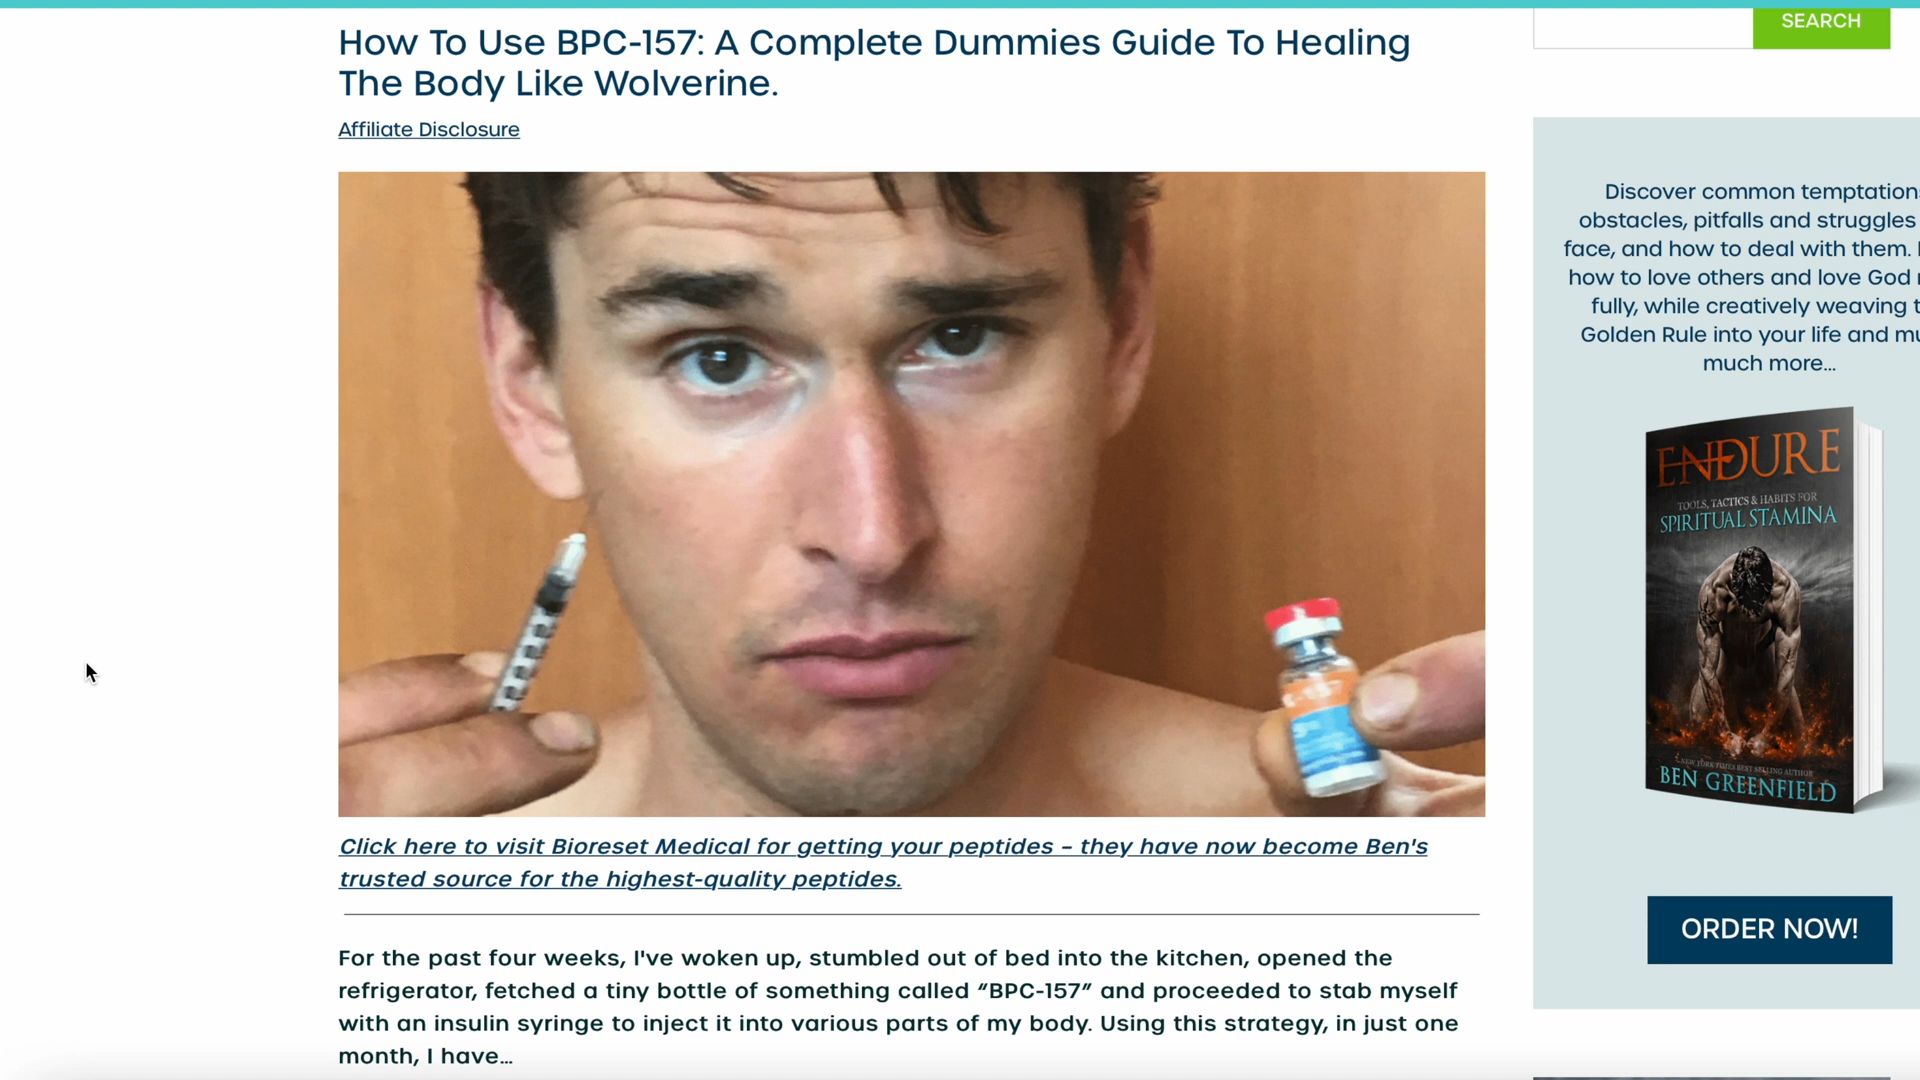 How To Use BPC-157: A Complete Dummies Guide To Healing
The Body Like Wolverine.
Affiliate Disclosure
Click here to visit Bioreset Medical for getting your peptides – they have now become Ben's
trusted source for the highest-quality peptides.
For the past four weeks, I've woken up, stumbled out of bed into the kitchen, opened the
refrigerator, fetched a tiny bottle of something called “BPC-157” and proceeded to stab myself
with an insulin syringe to inject it into various parts of my body. Using this strategy, in just one
month, I have…
SEARCH
Discover common temptations
obstacles, pitfalls and struggles
face, and how to deal with them.
how to love others and love God
fully, while creatively weaving
Golden Rule into your life and
much more...
ENDURE
TOOLS, TACTICS & HABITS FOR
SPIRITUAL STAMINA
NEW YORK TIMES BEST SELLING AUTHOR
BEN GREENFIELD
ORDER NOW!